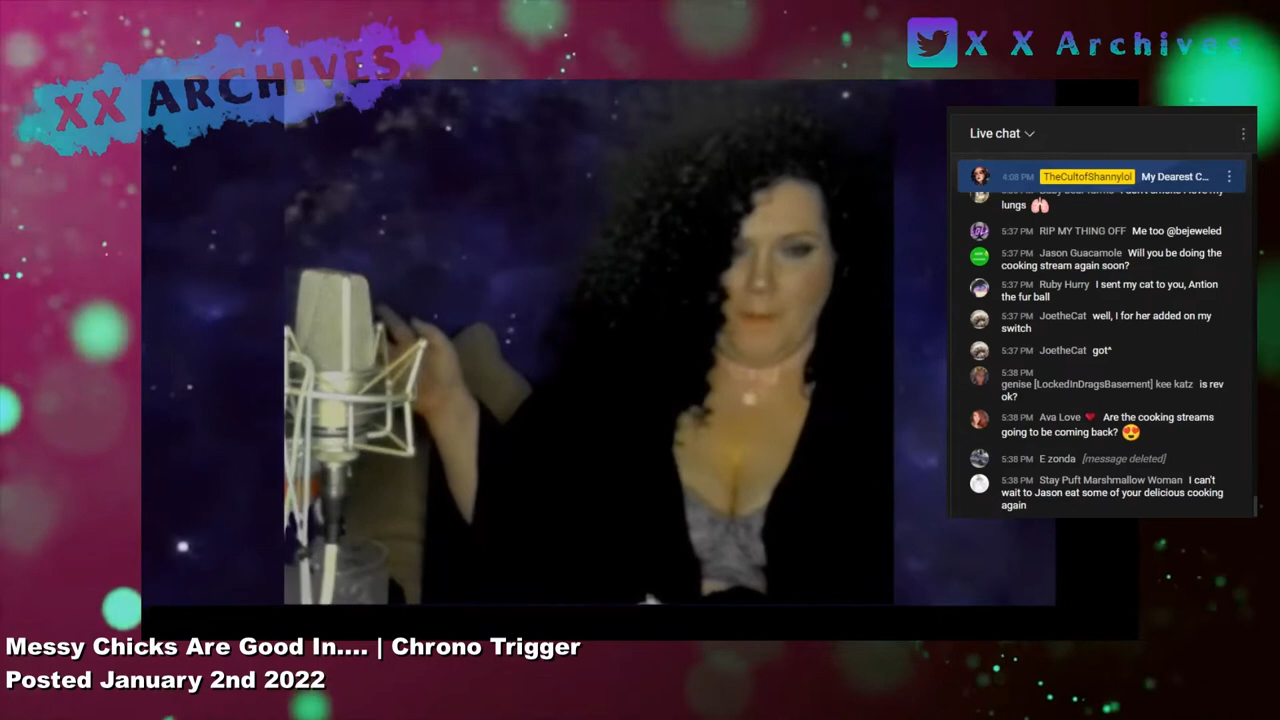 XX ARCHIVES
X X Archives
Live chat
4:08 PM TheCultofShannylol My Dearest C...
lungs
5:37 PM RIP MY THING OFF Me too @bejeweled
5:37 PM Jason Guacamole Will you be doing the
cooking stream again soon?
5:37 PM Ruby Hurry I sent my cat to you, Antion
the fur ball
5:37 PM JoetheCat well, I for her added on my
switch
5:37 PM JoetheCat got^
5:38 PM
genise [LockedInDragsBasement] kee katz is rev
ok?
5:38 PM Ava Love Are the cooking streams
going to be coming back?
5:38 PM E zonda [message deleted]
5:38 PM Stay Puft Marshmallow Woman I can't
wait to Jason eat some of your delicious cooking
again
Messy Chicks Are Good In.... | Chrono Trigger
Posted January 2nd 2022